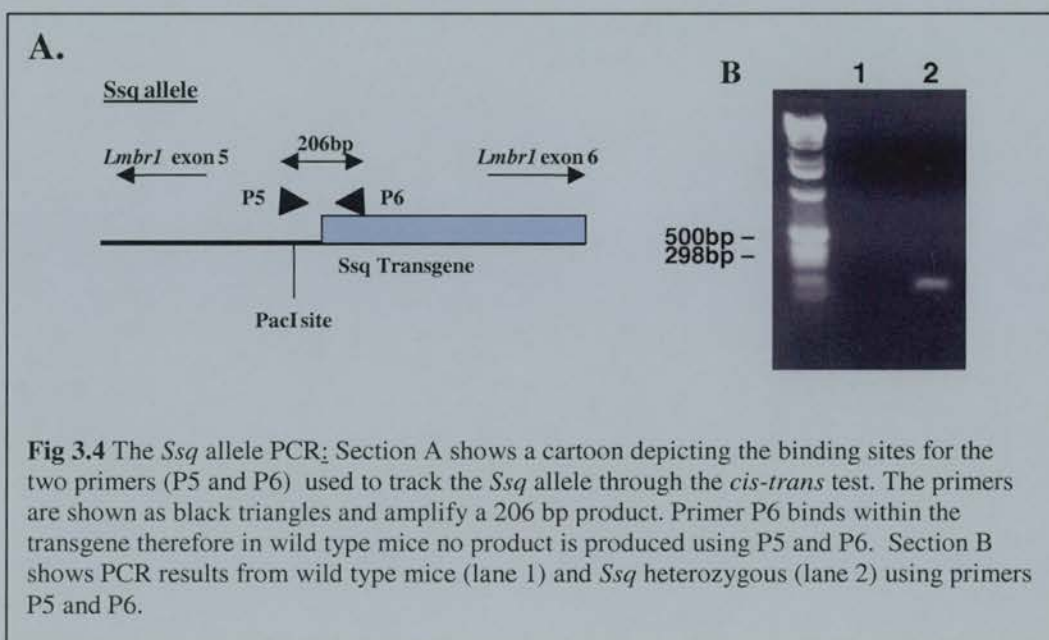 A.
Ssq allele
206bp
Lmbr1 exon 5
Lmbr1 exon 6
P5
P6
Ssq Transgene
PacI site
B
1 2
500bp –
298bp –
Fig 3.4 The Ssq allele PCR: Section A shows a cartoon depicting the binding sites for the
two primers (P5 and P6) used to track the Ssq allele through the cis-trans test. The primers
are shown as black triangles and amplify a 206 bp product. Primer P6 binds within the
transgene therefore in wild type mice no product is produced using P5 and P6. Section B
shows PCR results from wild type mice (lane 1) and Ssq heterozygous (lane 2) using primers
P5 and P6.